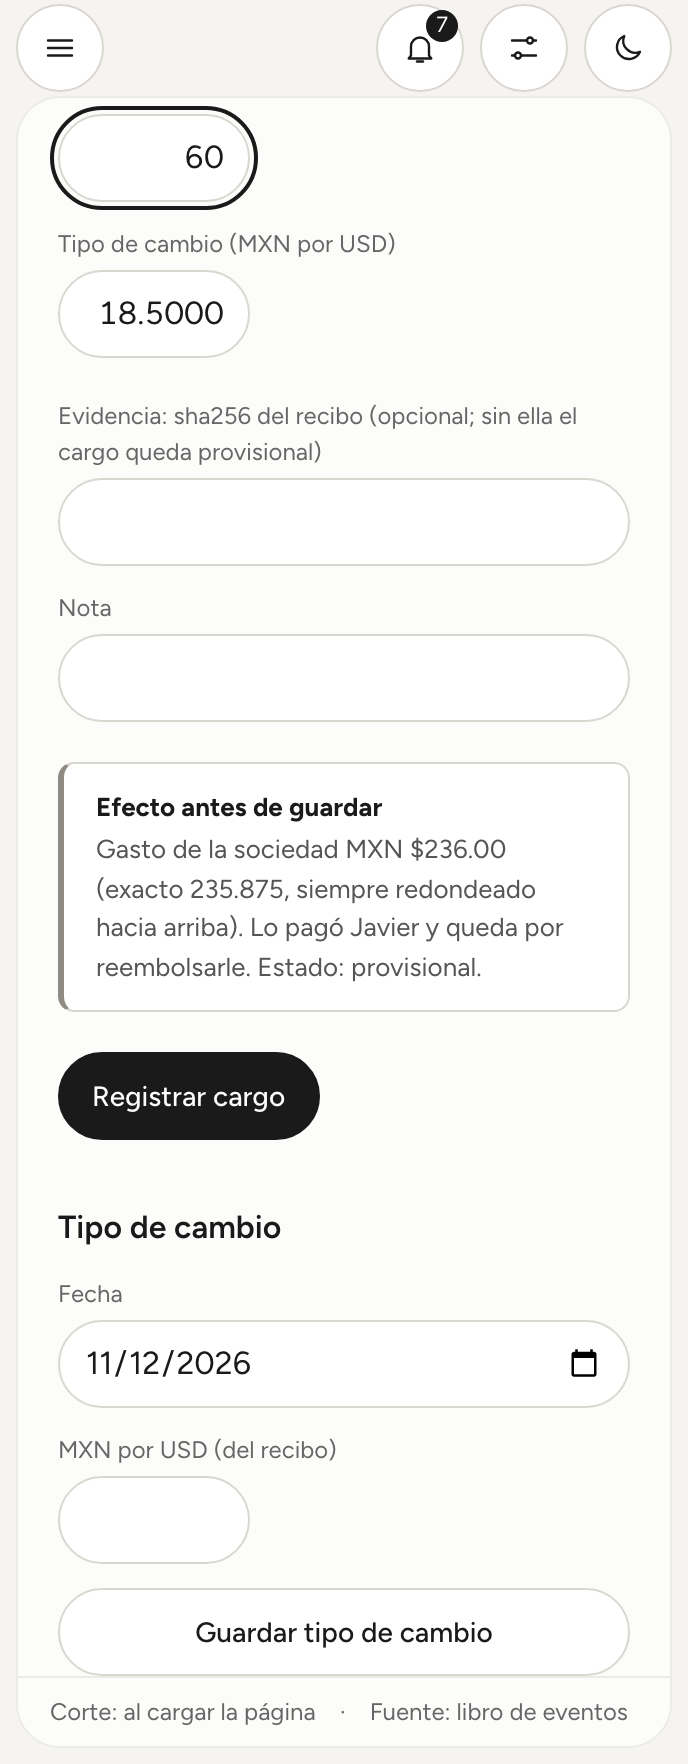 7
60
Tipo de cambio (MXN por USD)
18.5000
Evidencia: sha256 del recibo (opcional; sin ella el
cargo queda provisional)
Nota
Efecto antes de guardar
Gasto de la sociedad MXN $236.00
(exacto 235.875, siempre redondeado
hacia arriba). Lo pagó Javier y queda por
reembolsarle. Estado: provisional.
Registrar cargo
Tipo de cambio
Fecha
11/12/2026
MXN por USD (del recibo)
Guardar tipo de cambio
Corte: al cargar la página · Fuente: libro de eventos